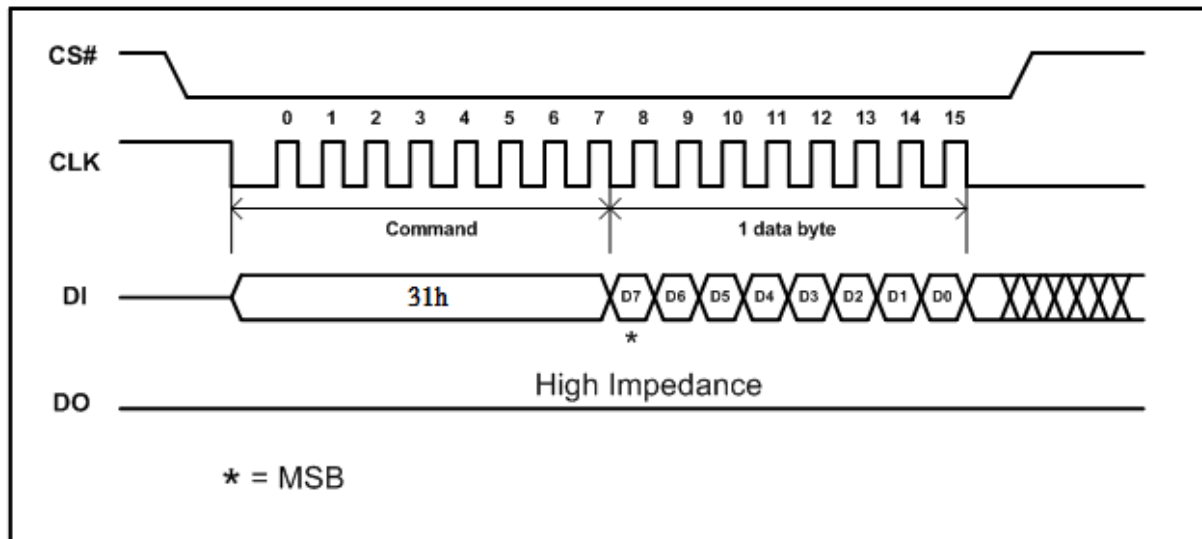 CS#
0 1 2 3 4 5 6 7 8 9 10 11 12 13 14 15
CLK
Command 1 data byte
DI 31h D7 D6 D5 D4 D3 D2 D1 D0
*
High Impedance
DO
* = MSB